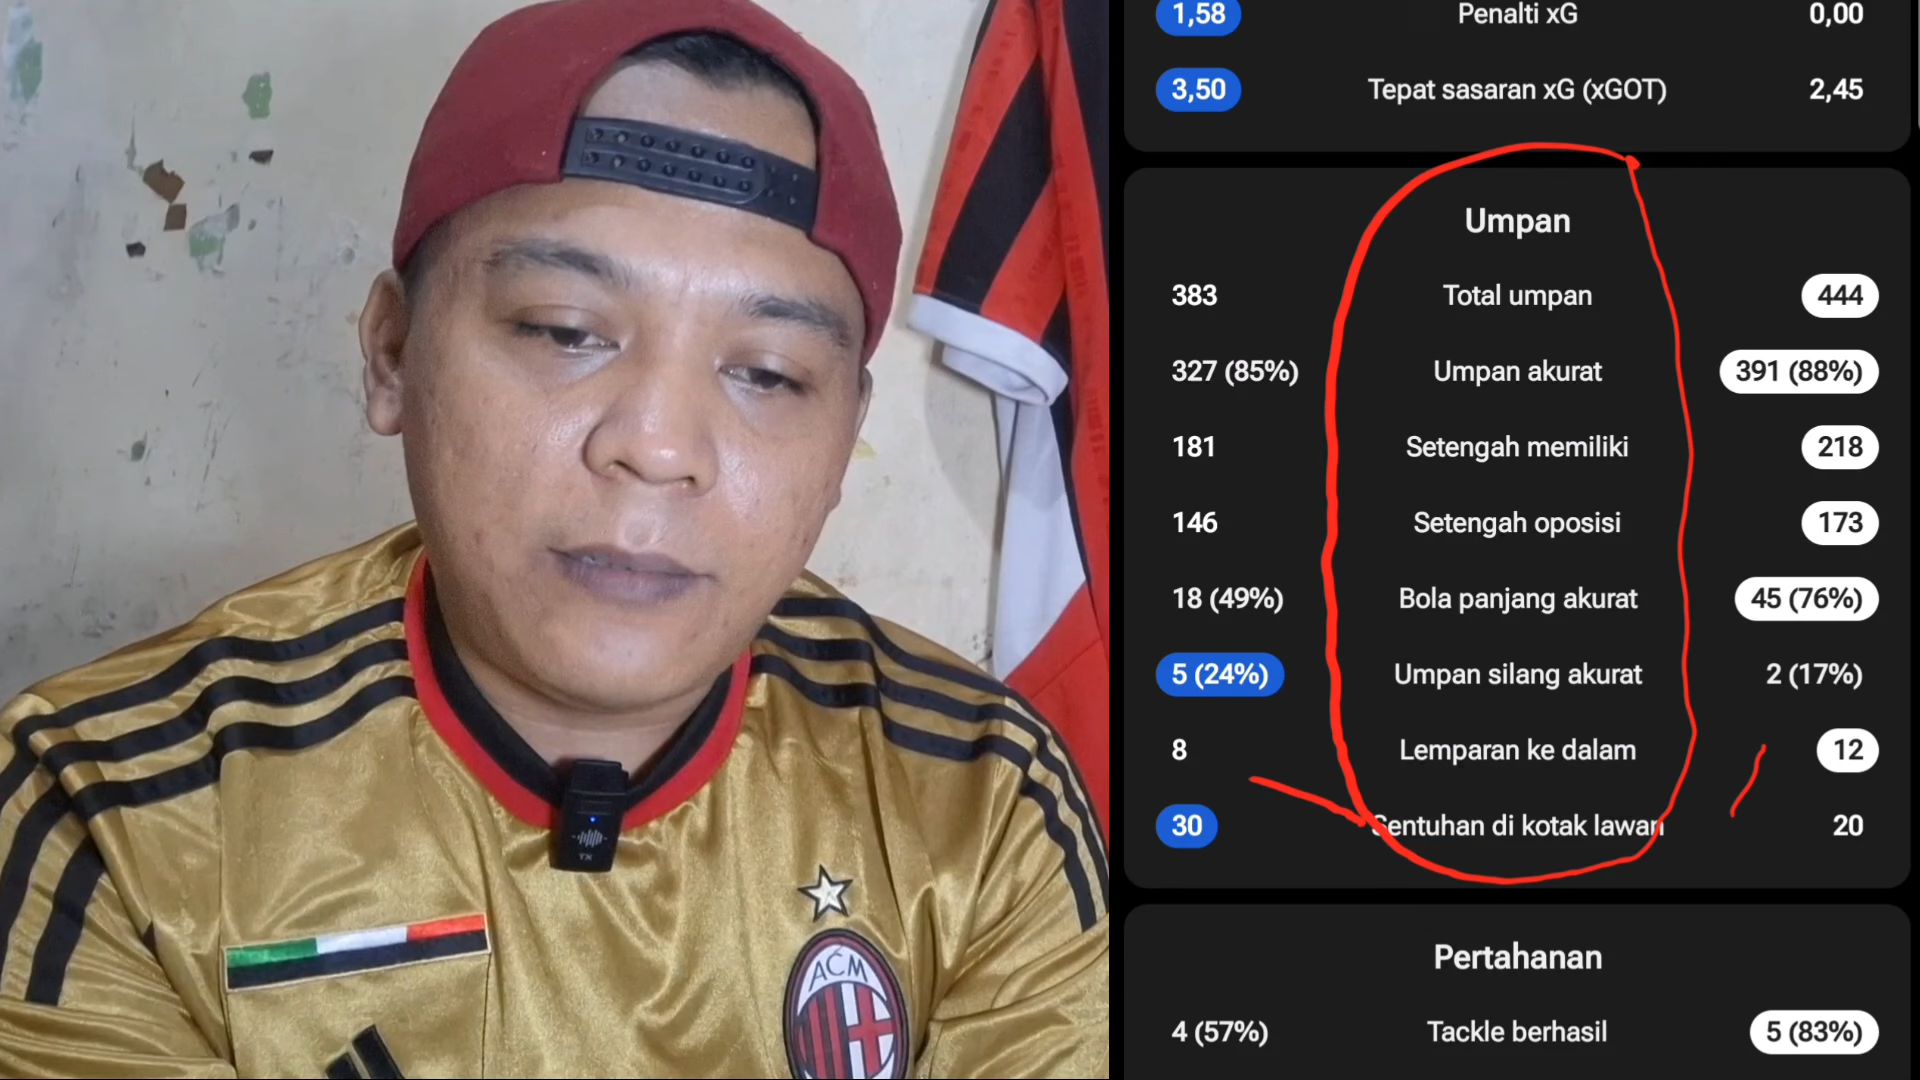 1,58 Penalti xG 0,00
3,50 Tepat sasaran xG (xGOT) 2,45
Umpan
383 Total umpan 444
327 (85%) Umpan akurat 391 (88%)
181 Setengah memiliki 218
146 Setengah oposisi 173
18 (49%) Bola panjang akurat 45 (76%)
5 (24%) Umpan silang akurat 2 (17%)
8 Lemparan ke dalam 12
30 Sentuhan di kotak lawan 20
Pertahanan
4 (57%) Tackle berhasil 5 (83%)
TX
ACM